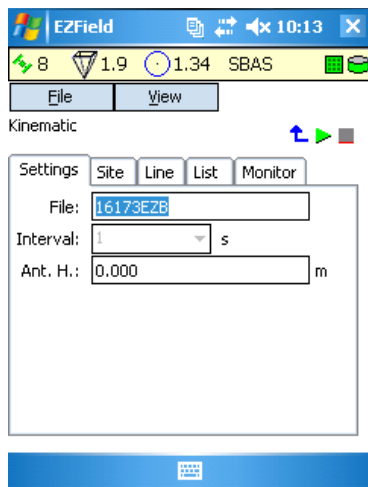 EZField 10:13
8 1.9 1.34 SBAS
File View
Kinematic
Settings Site Line List Monitor
File: 16173EZB
Interval: 1 s
Ant. H.: 0.000 m